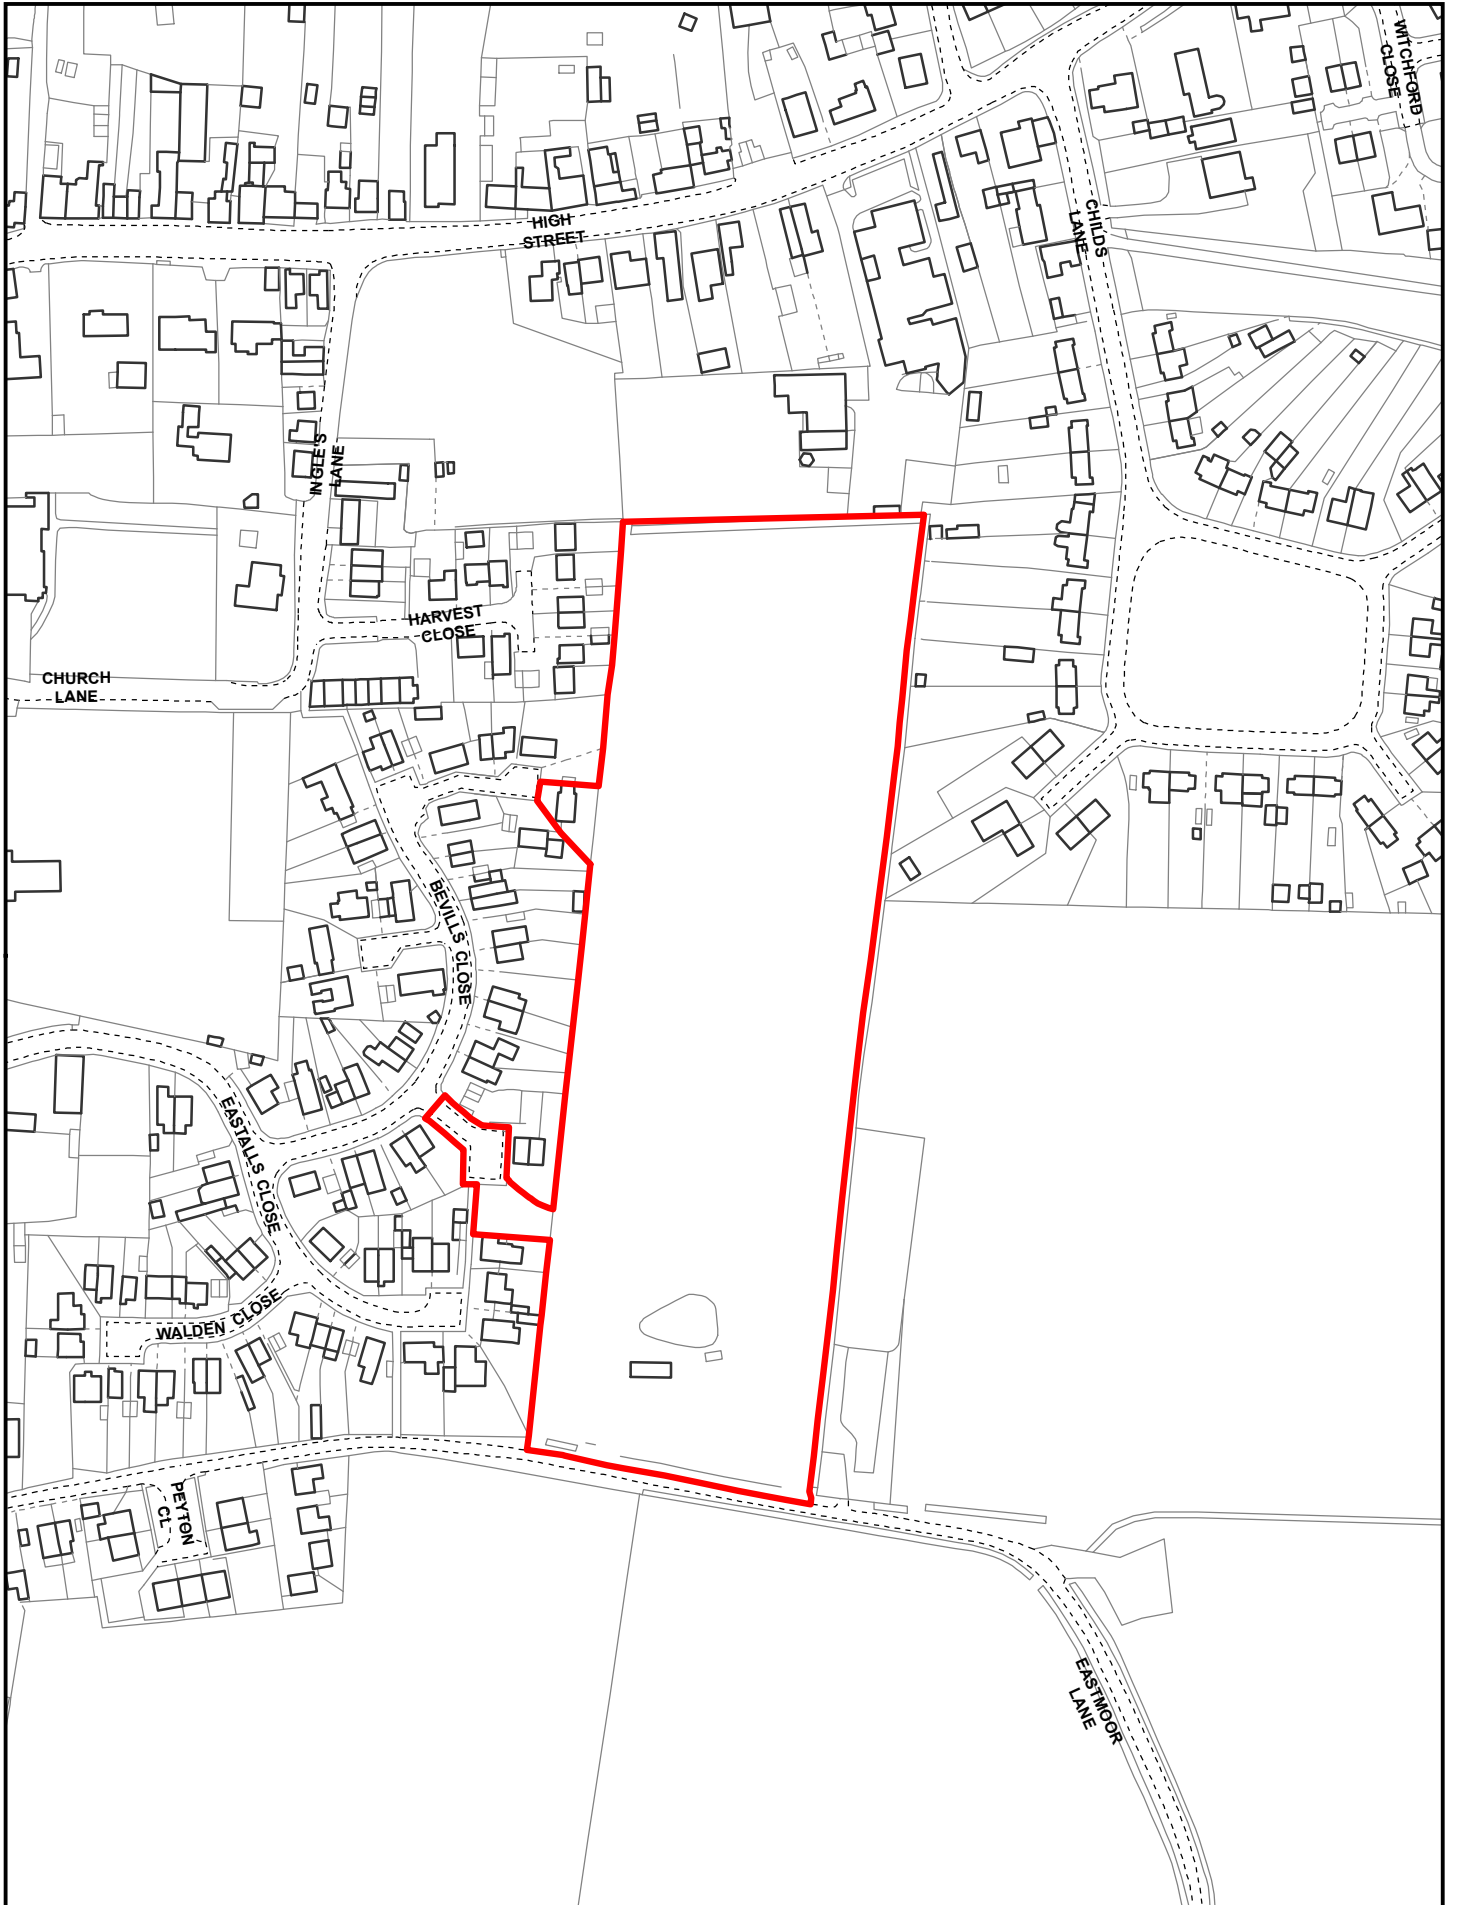 WITCHFORD
CLOSE
HIGH
STREET
CHILDS
LANE
INGLE'S
LANE
HARVEST
CLOSE
CHURCH
LANE
BEVILLS CLOSE
EASTALLS CLOSE
WALDEN CLOSE
PEYTON
CL
EASTMOOR
LANE